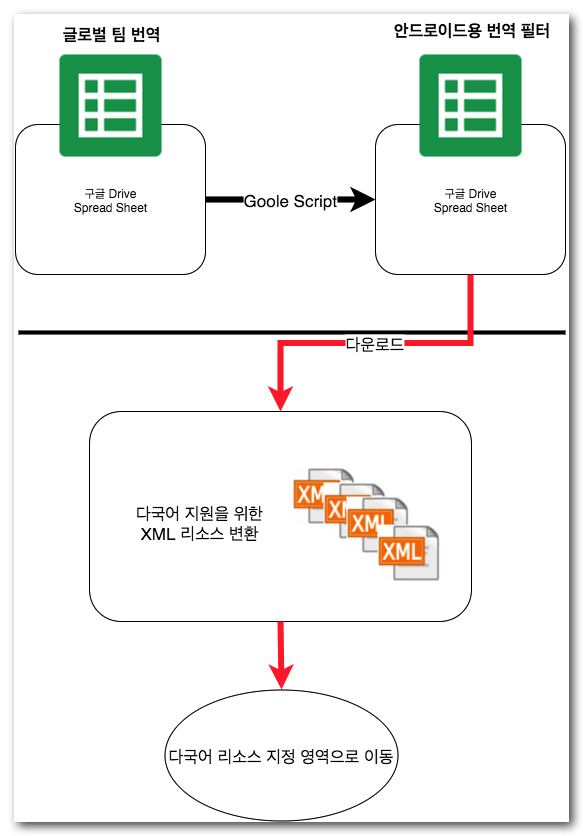 글로벌 팀 번역
안드로이드용 번역 필터
구글 Drive
Spread Sheet
Goole Script
구글 Drive
Spread Sheet
다운로드
다국어 지원을 위한
XML 리소스 변환
XML
XML
XML
XML
다국어 리소스 지정 영역으로 이동